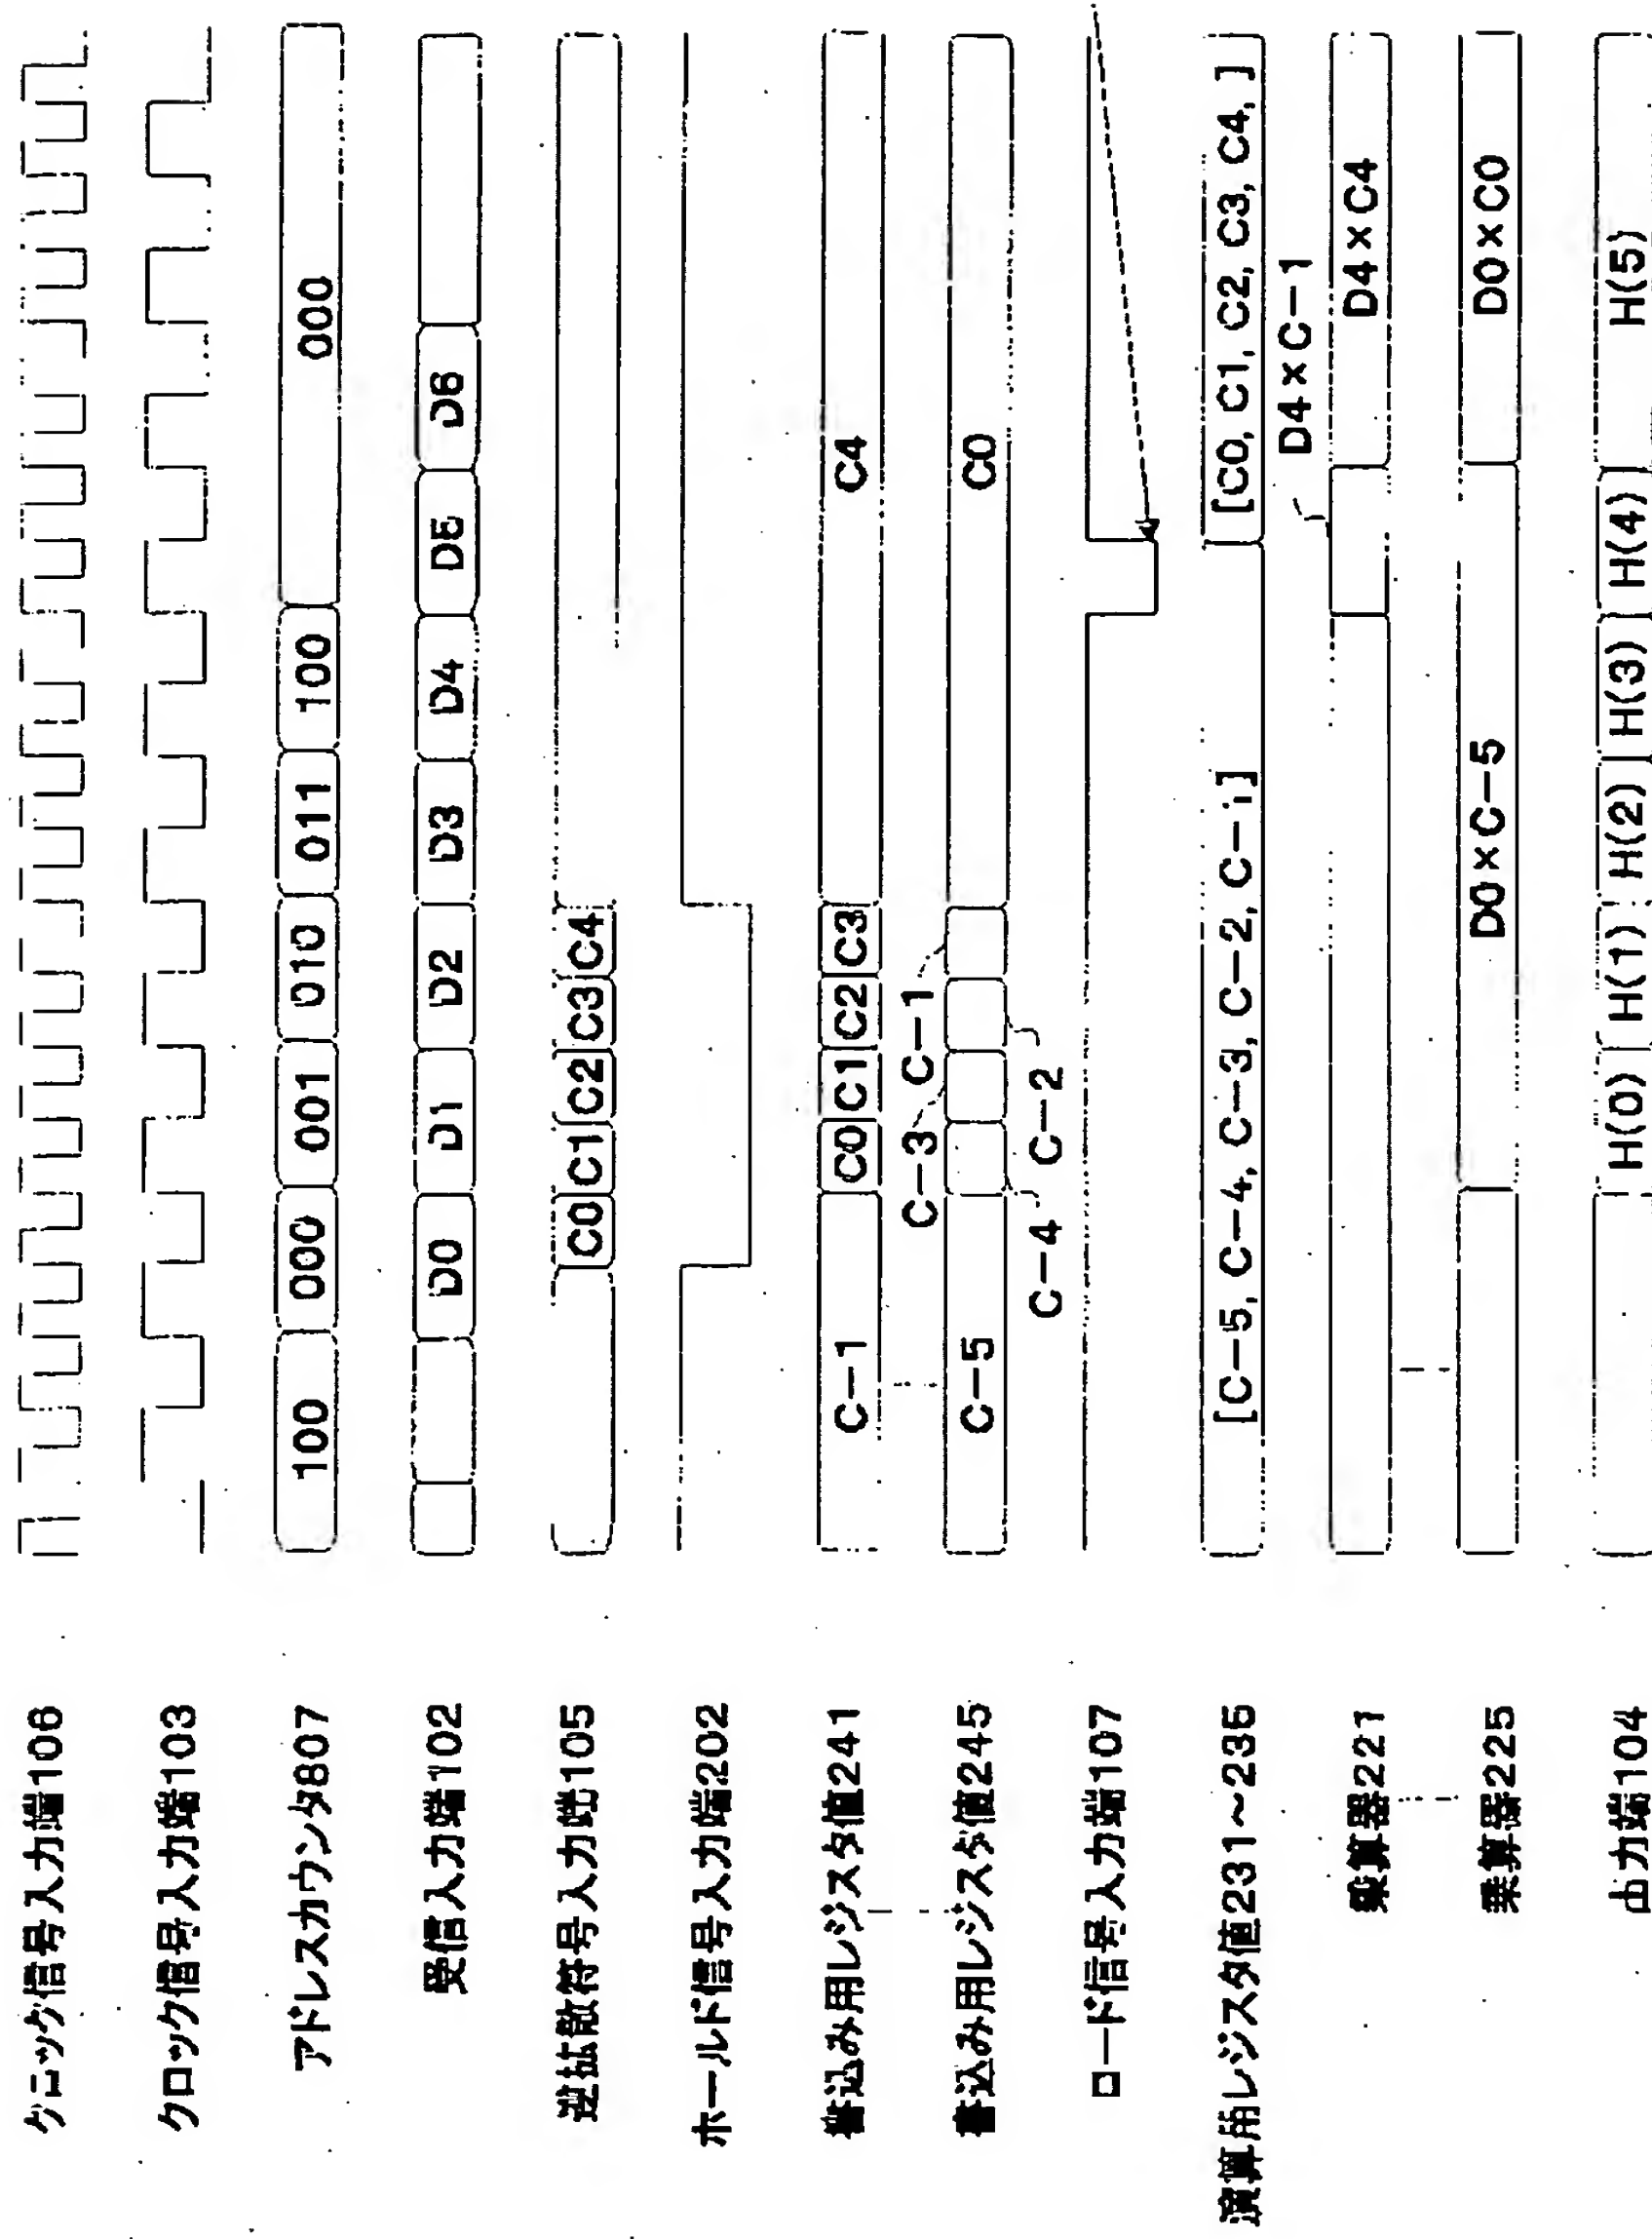 クロック信号入力端106
クロック信号入力端103
アドレスカウンタ807
100 000 001 010 011 100 000
受信入力端102
D0 D1 D2 D3 D4 D5 D6
逆拡散符号入力端105
C0 C1 C2 C3 C4
ホールド信号入力端202
書込み用レジスタ値241
C−1 C0 C1 C2 C3 C4
C−3 C−1
書込み用レジスタ値245
C−5 C0
C−4 C−2
ロード信号入力端107
演算用レジスタ値231~235
[C−5, C−4, C−3, C−2, C−1] [C0, C1, C2, C3, C4, ]
D4×C−1
乗算器221
D4×C4
乗算器225
D0×C−5 D0×C0
出力端104
H(0) H(1) H(2) H(3) H(4) H(5)